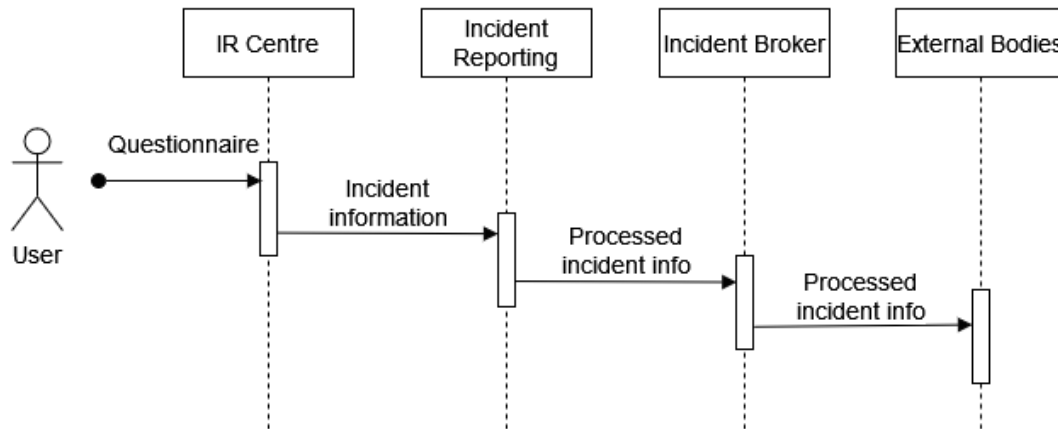 IR Centre
Incident
Reporting
Incident Broker
External Bodies
Questionnaire
User
Incident
information
Processed
incident info
Processed
incident info